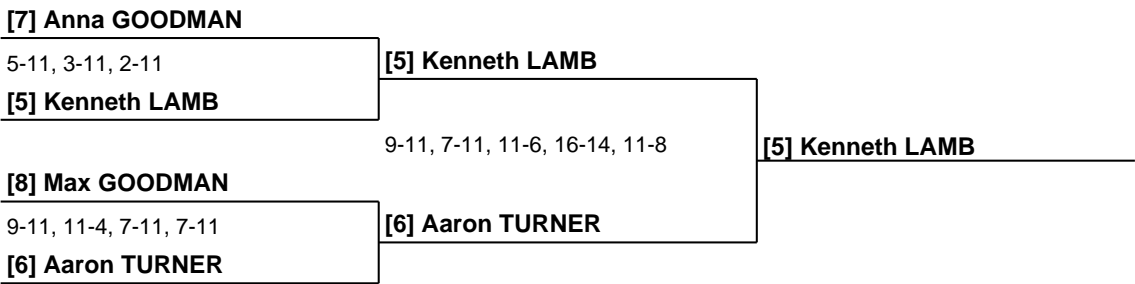 [7] Anna GOODMAN
5-11, 3-11, 2-11
[5] Kenneth LAMB
[5] Kenneth LAMB
9-11, 7-11, 11-6, 16-14, 11-8
[5] Kenneth LAMB
[8] Max GOODMAN
9-11, 11-4, 7-11, 7-11
[6] Aaron TURNER
[6] Aaron TURNER